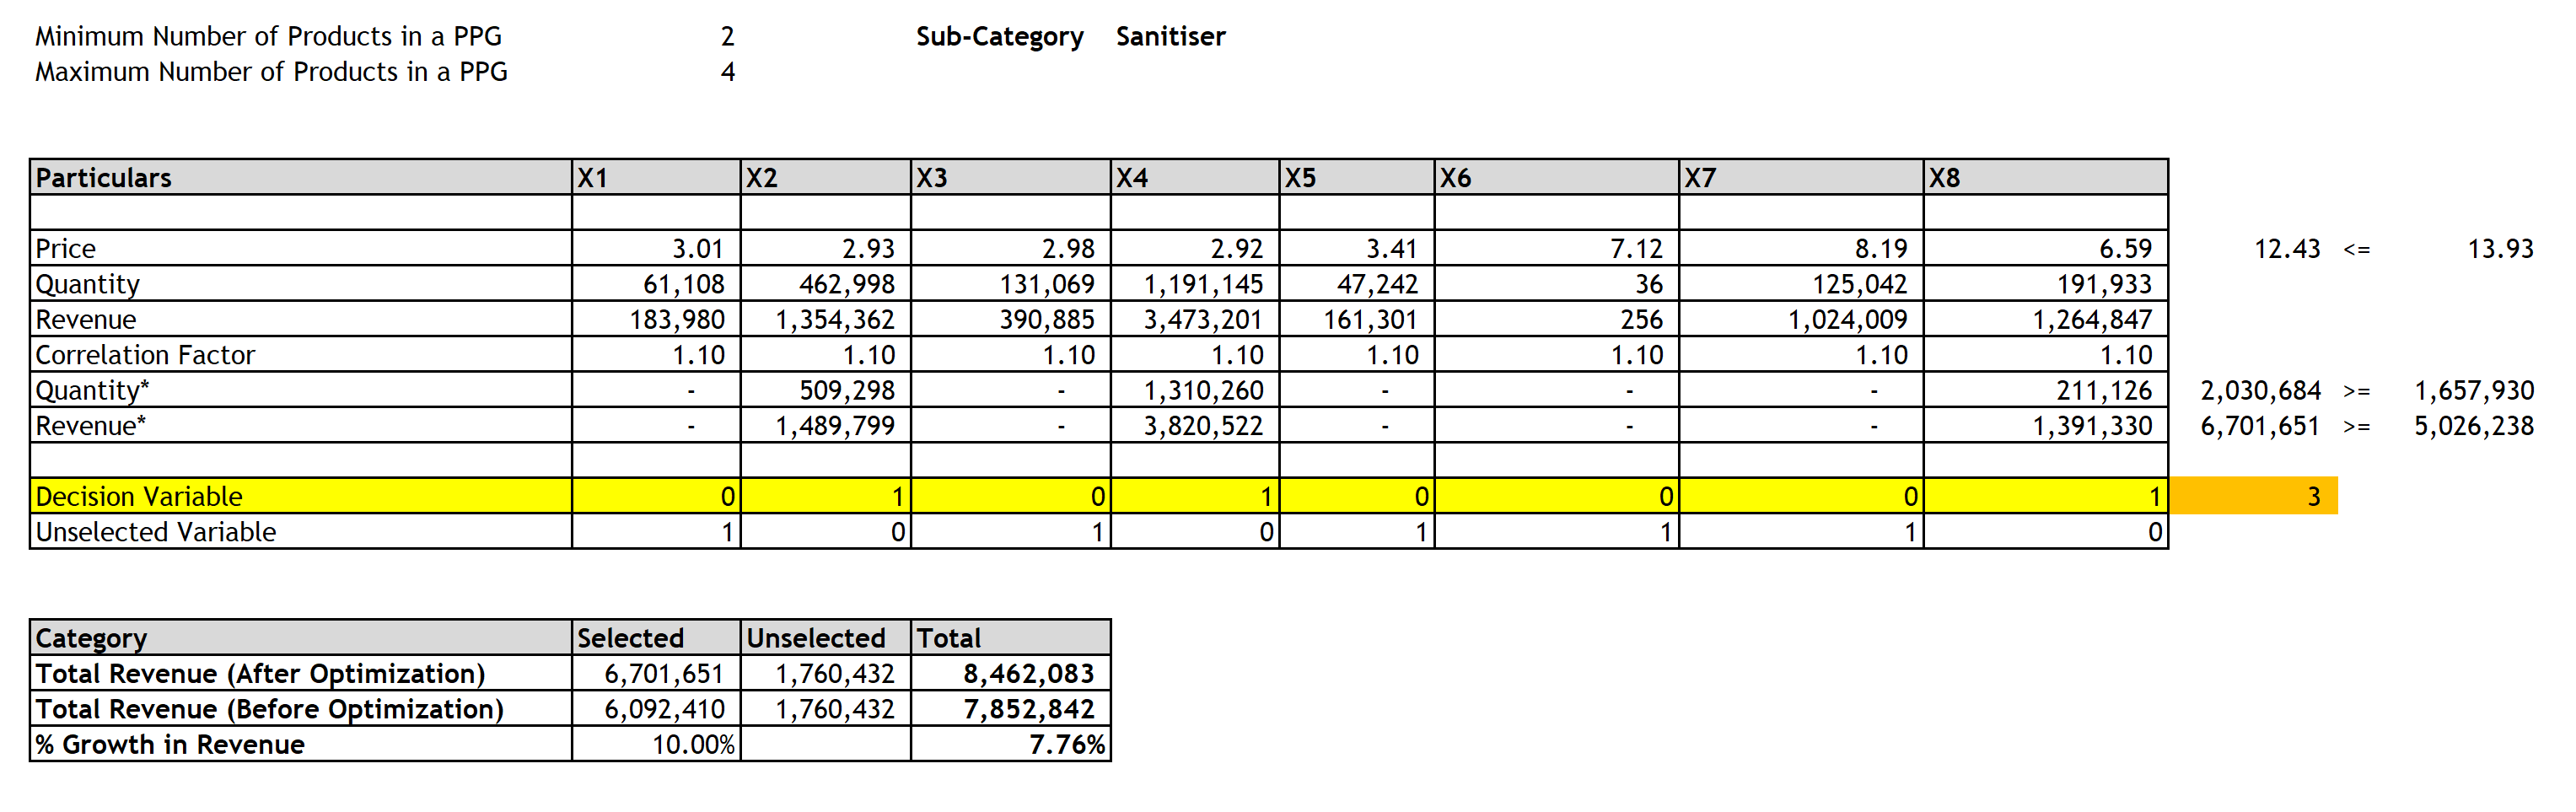 Minimum Number of Products in a PPG 2 Sub-Category Sanitiser
Maximum Number of Products in a PPG 4
Particulars X1 X2 X3 X4 X5 X6 X7 X8
Price 3.01 2.93 2.98 2.92 3.41 7.12 8.19 6.59 12.43 <= 13.93
Quantity 61,108 462,998 131,069 1,191,145 47,242 36 125,042 191,933
Revenue 183,980 1,354,362 390,885 3,473,201 161,301 256 1,024,009 1,264,847
Correlation Factor 1.10 1.10 1.10 1.10 1.10 1.10 1.10 1.10
Quantity* - 509,298 - 1,310,260 - - - 211,126 2,030,684 >= 1,657,930
Revenue* - 1,489,799 - 3,820,522 - - - 1,391,330 6,701,651 >= 5,026,238
Decision Variable 0 1 0 1 0 0 0 1 3
Unselected Variable 1 0 1 0 1 1 1 0
Category Selected Unselected Total
Total Revenue (After Optimization) 6,701,651 1,760,432 8,462,083
Total Revenue (Before Optimization) 6,092,410 1,760,432 7,852,842
% Growth in Revenue 10.00% 7.76%